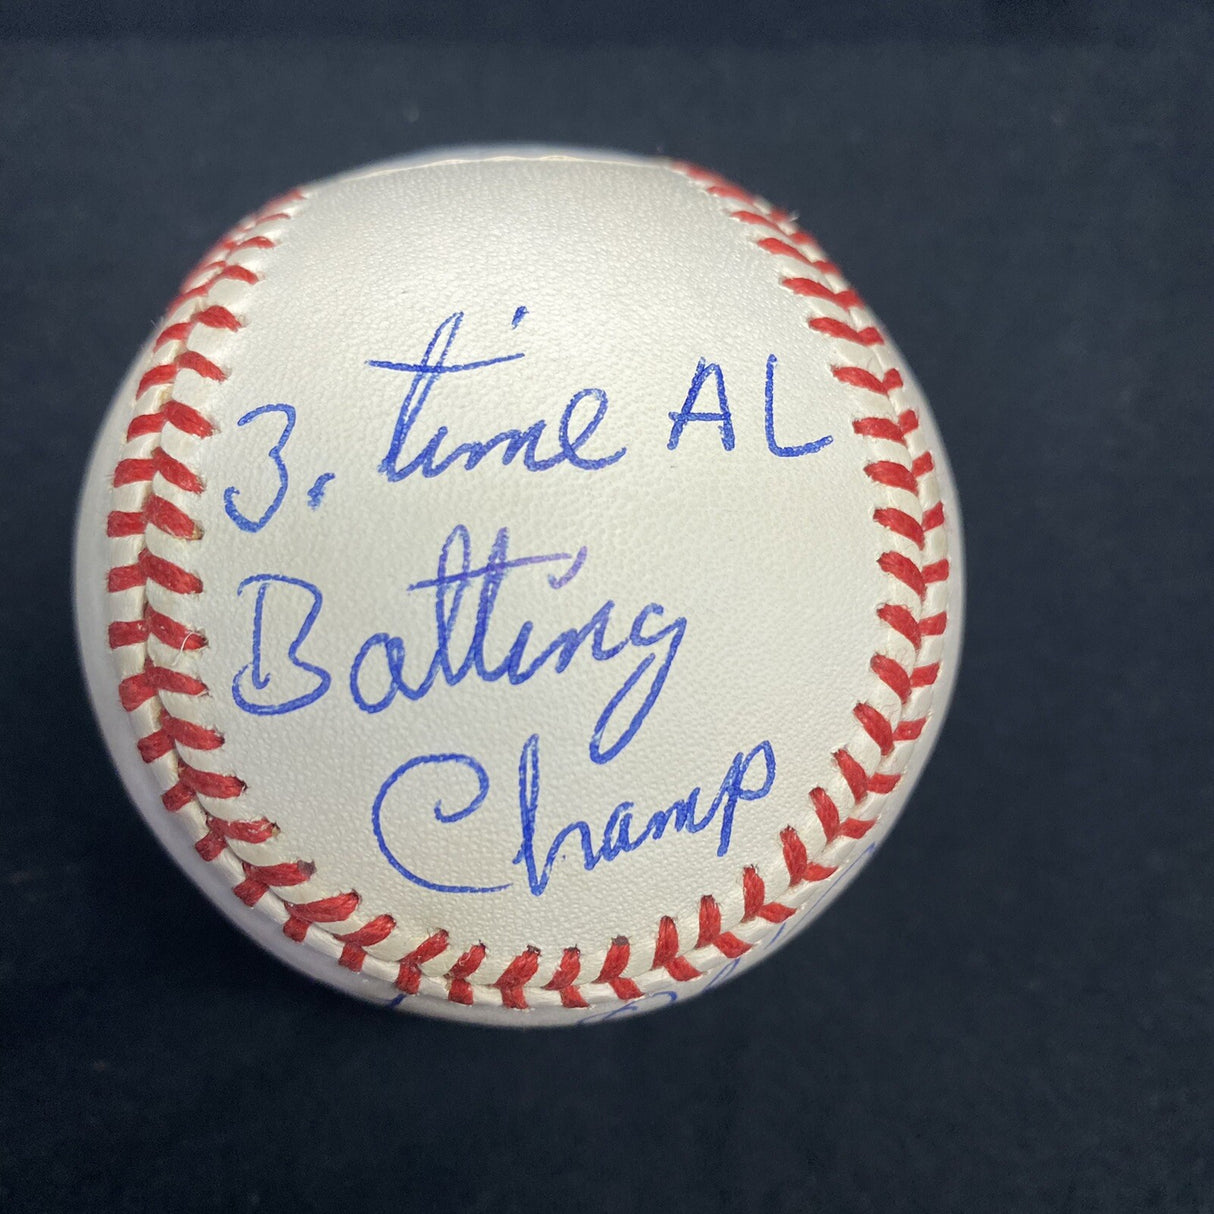 3. time AL
Batting
Champ